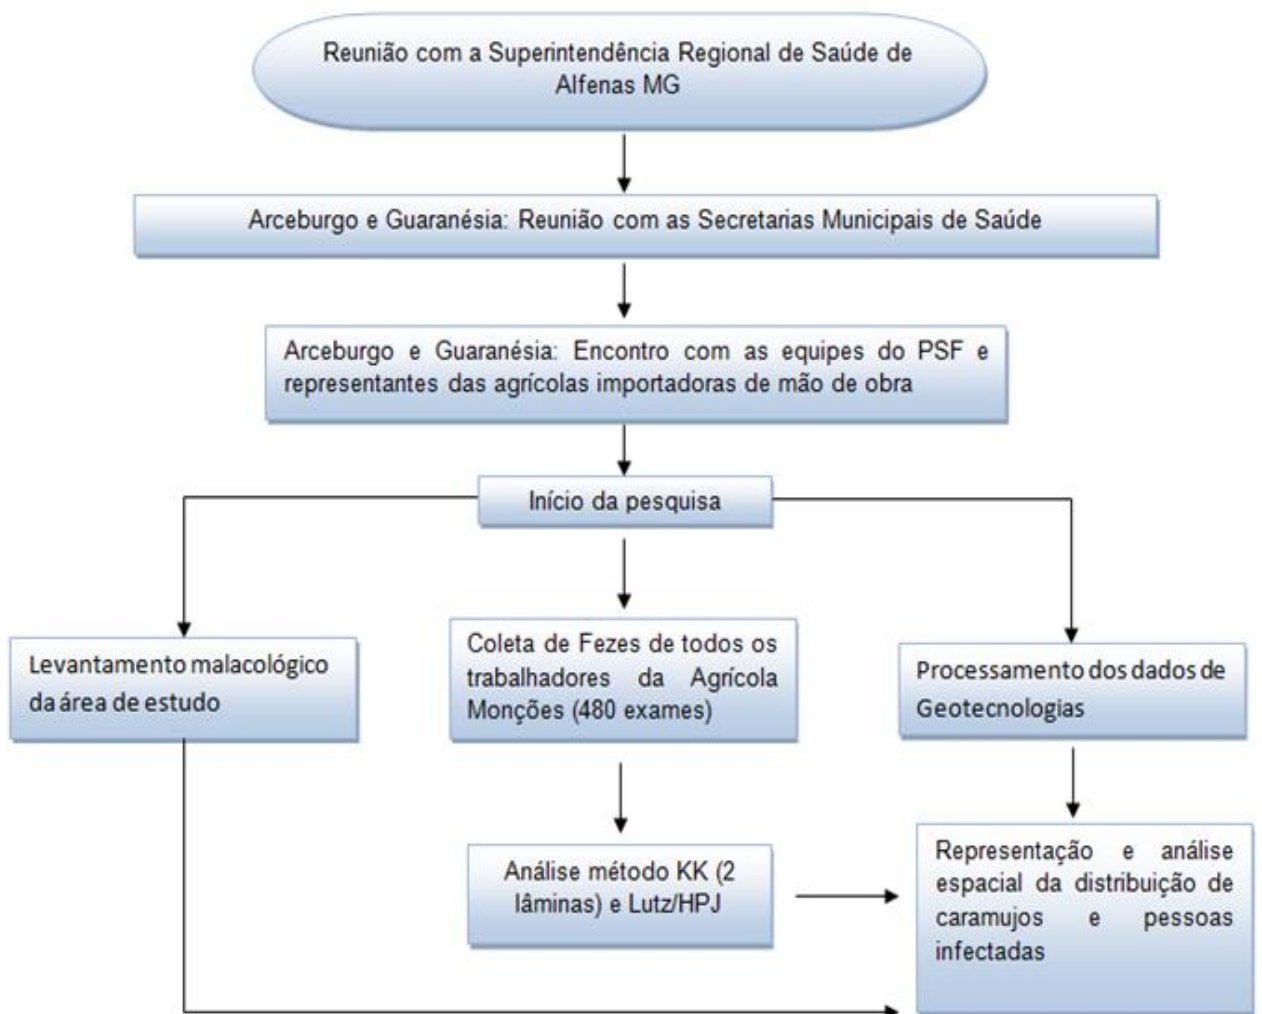 Reunião com a Superintendência Regional de Saúde de
Alfenas MG
Arceburgo e Guaranésia: Reunião com as Secretarias Municipais de Saúde
Arceburgo e Guaranésia: Encontro com as equipes do PSF e
representantes das agrícolas importadoras de mão de obra
Início da pesquisa
Levantamento malacológico
da área de estudo
Coleta de Fezes de todos os
trabalhadores da Agrícola
Monções (480 exames)
Processamento dos dados de
Geotecnologias
Análise método KK (2
lâminas) e Lutz/HPJ
Representação e análise
espacial da distribuição de
caramujos e pessoas
infectadas